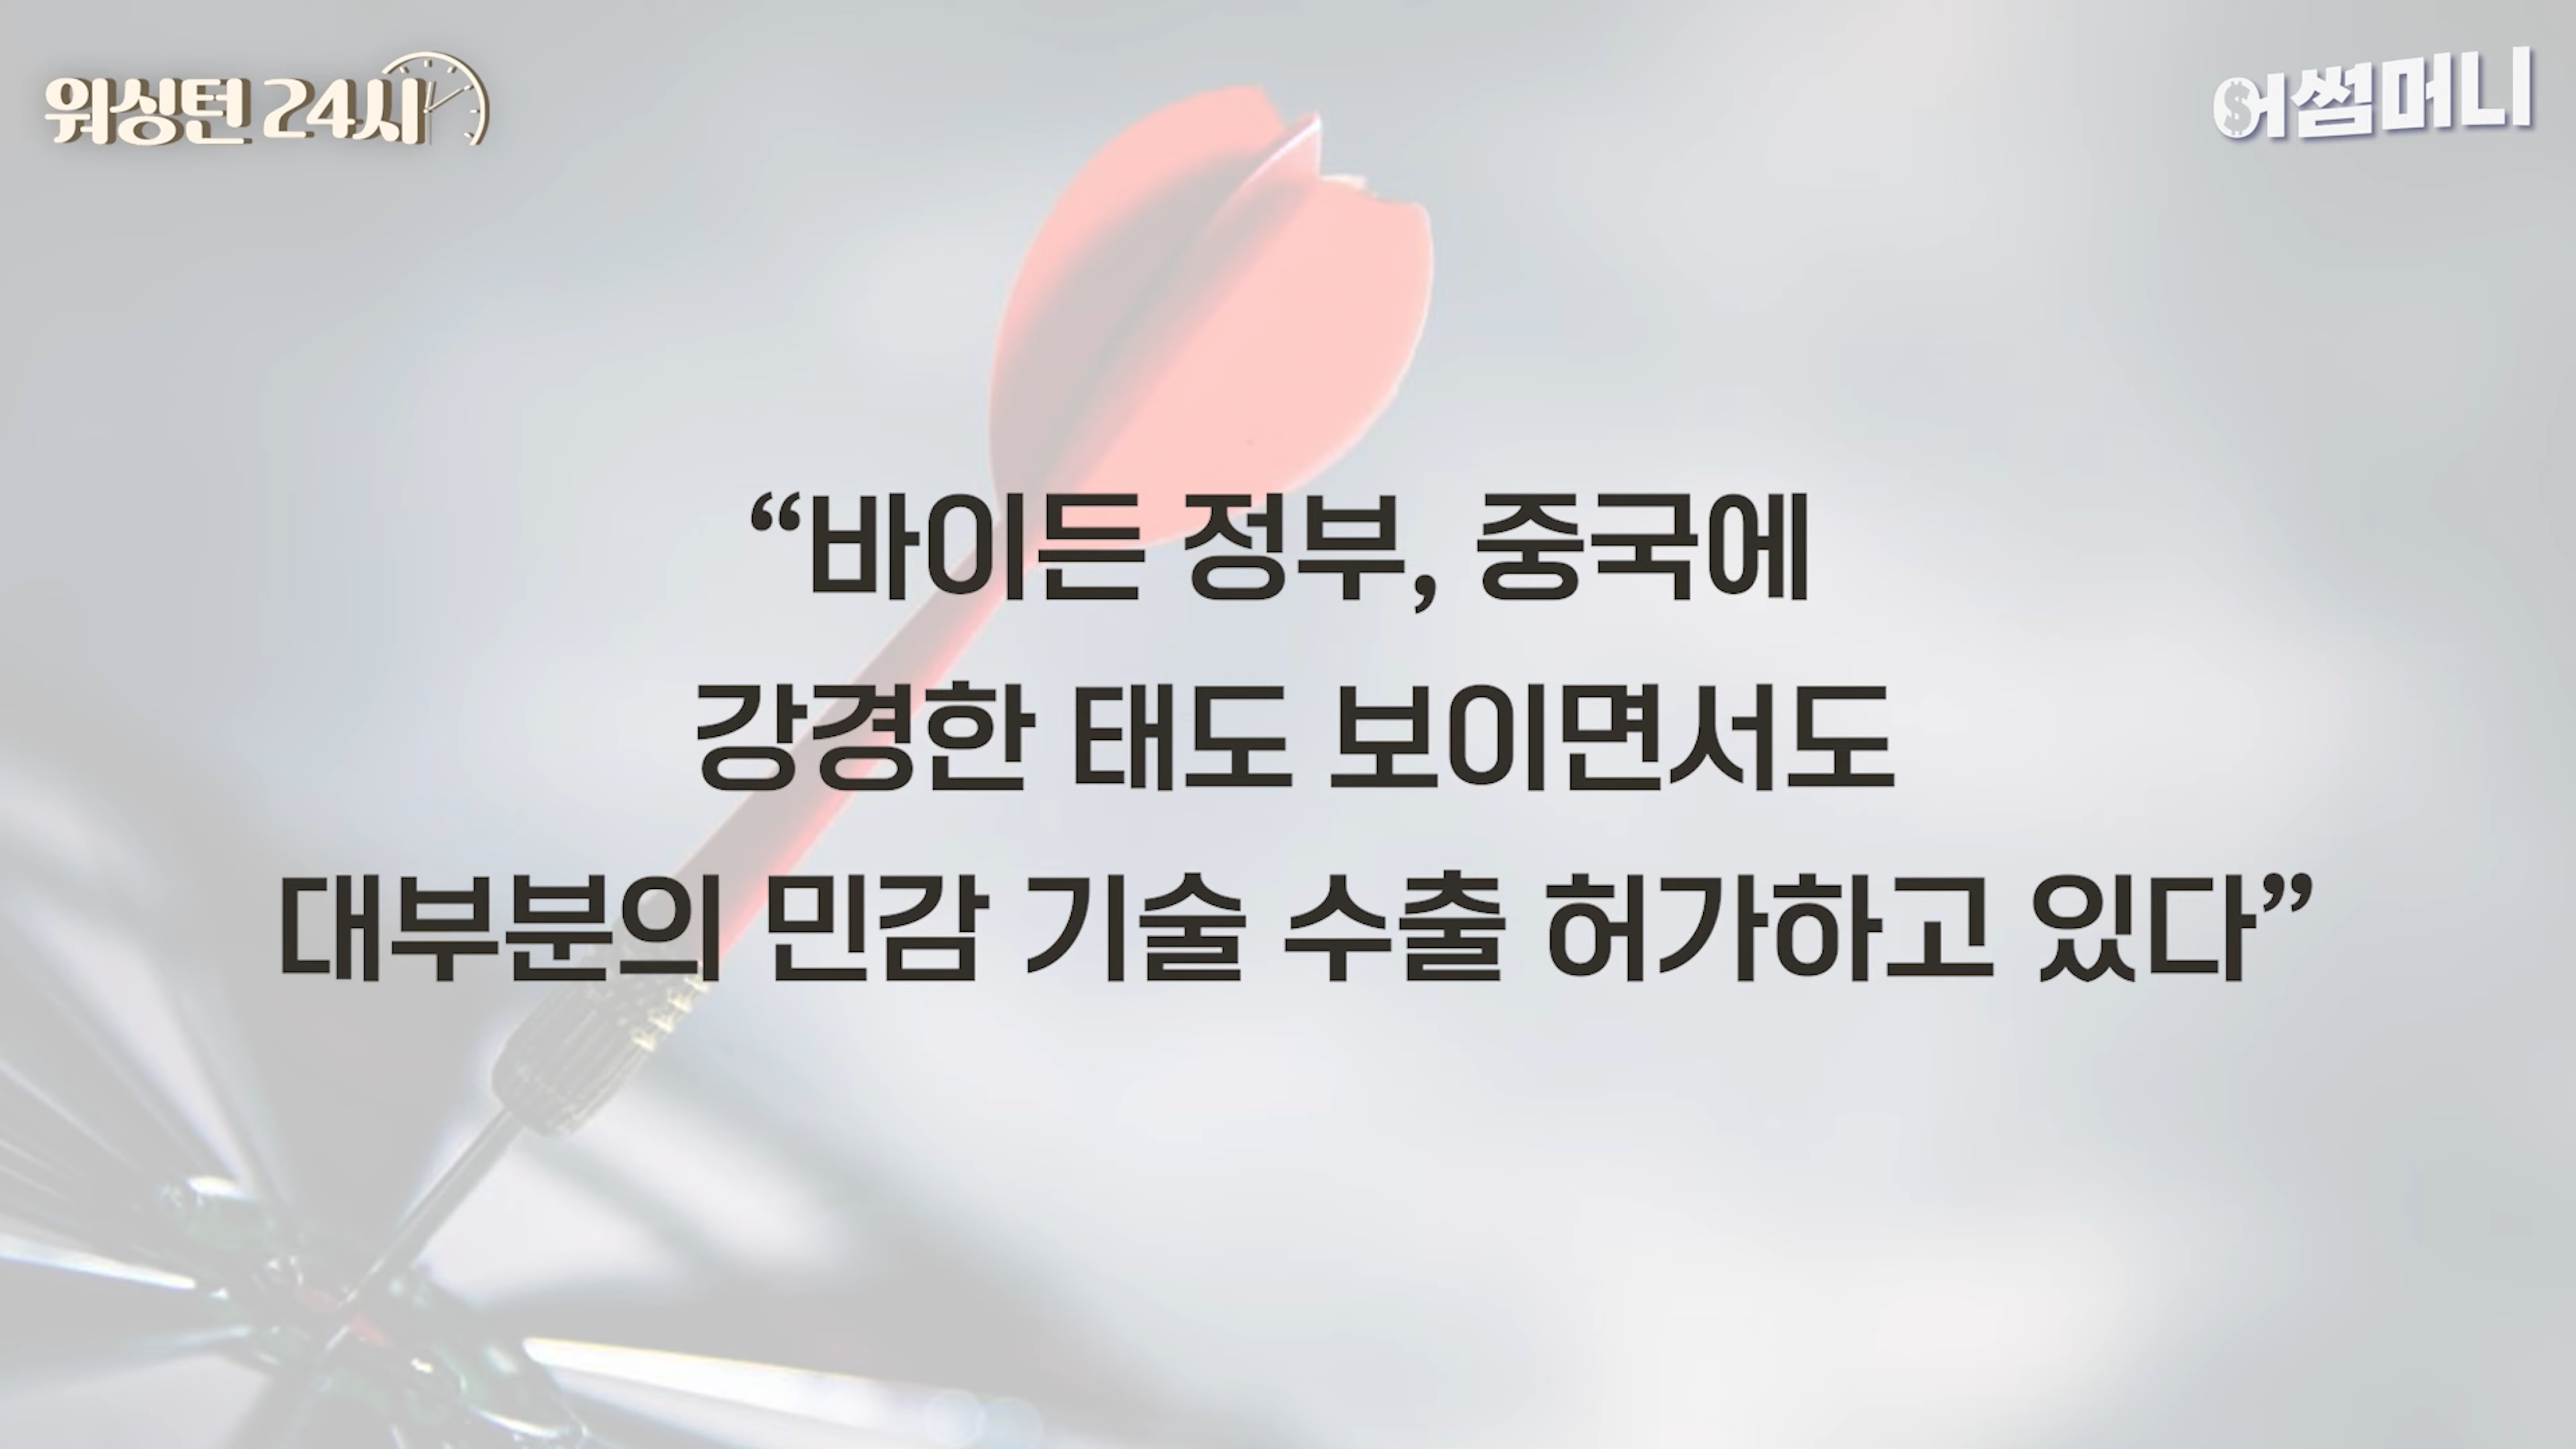 워싱턴 24시
어썸머니
“바이든 정부, 중국에
강경한 태도 보이면서도
대부분의 민감 기술 수출 허가하고 있다”